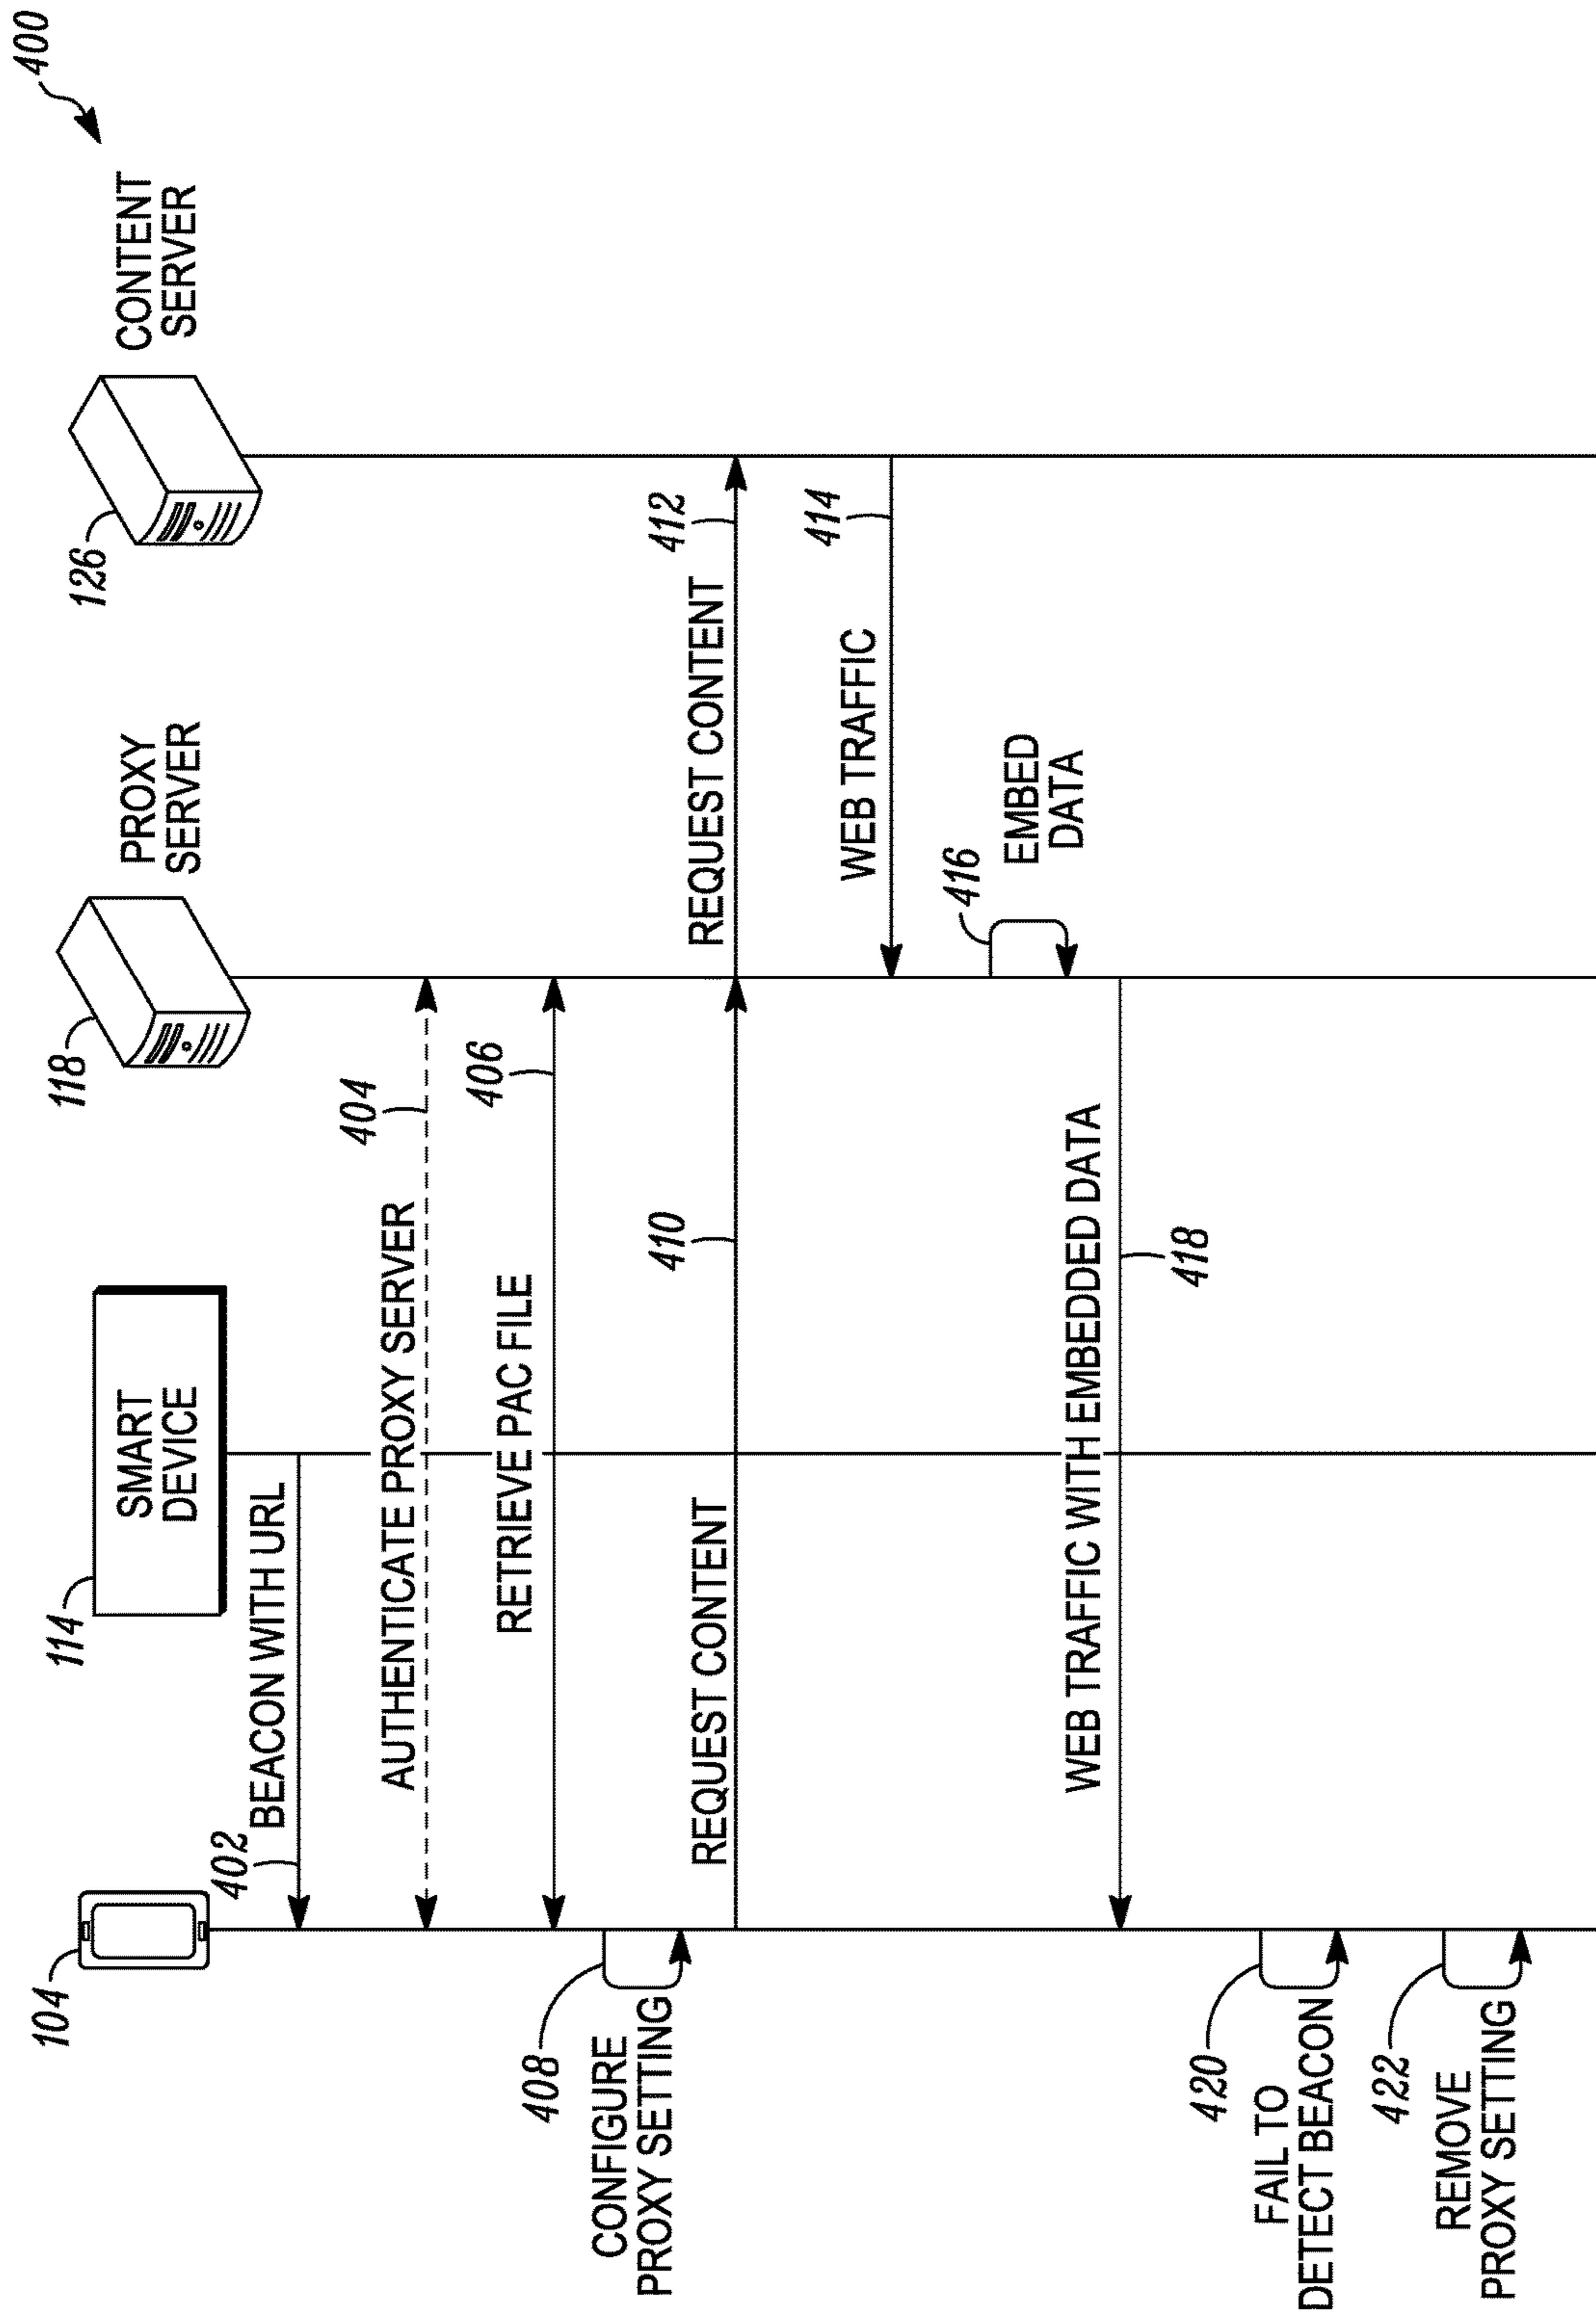 400
104
114
SMART
DEVICE
118
PROXY
SERVER
126
CONTENT
SERVER
402
BEACON WITH URL
AUTHENTICATE PROXY SERVER
404
RETRIEVE PAC FILE
406
408
CONFIGURE
PROXY SETTING
REQUEST CONTENT
410
REQUEST CONTENT
412
WEB TRAFFIC
414
416
EMBED
DATA
WEB TRAFFIC WITH EMBEDDED DATA
418
420
FAIL TO
DETECT BEACON
422
REMOVE
PROXY SETTING